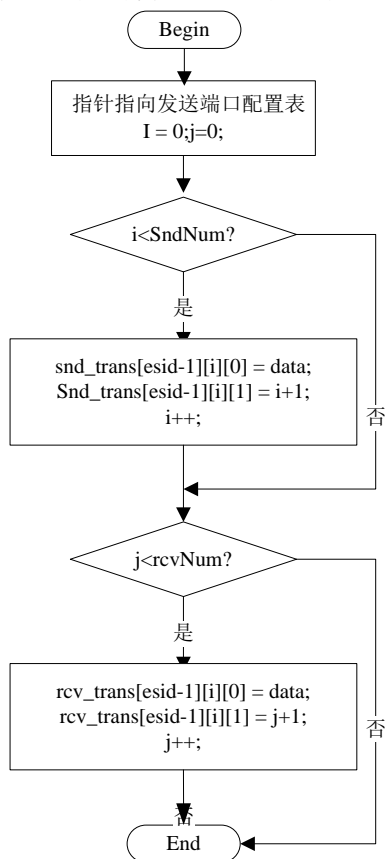 Begin
指针指向发送端口配置表
I = 0;j=0;
i<SndNum?
是
snd_trans[esid-1][i][0] = data;
Snd_trans[esid-1][i][1] = i+1;
i++;
否
j<rcvNum?
是
rcv_trans[esid-1][i][0] = data;
rcv_trans[esid-1][i][1] = j+1;
j++;
否
否
End